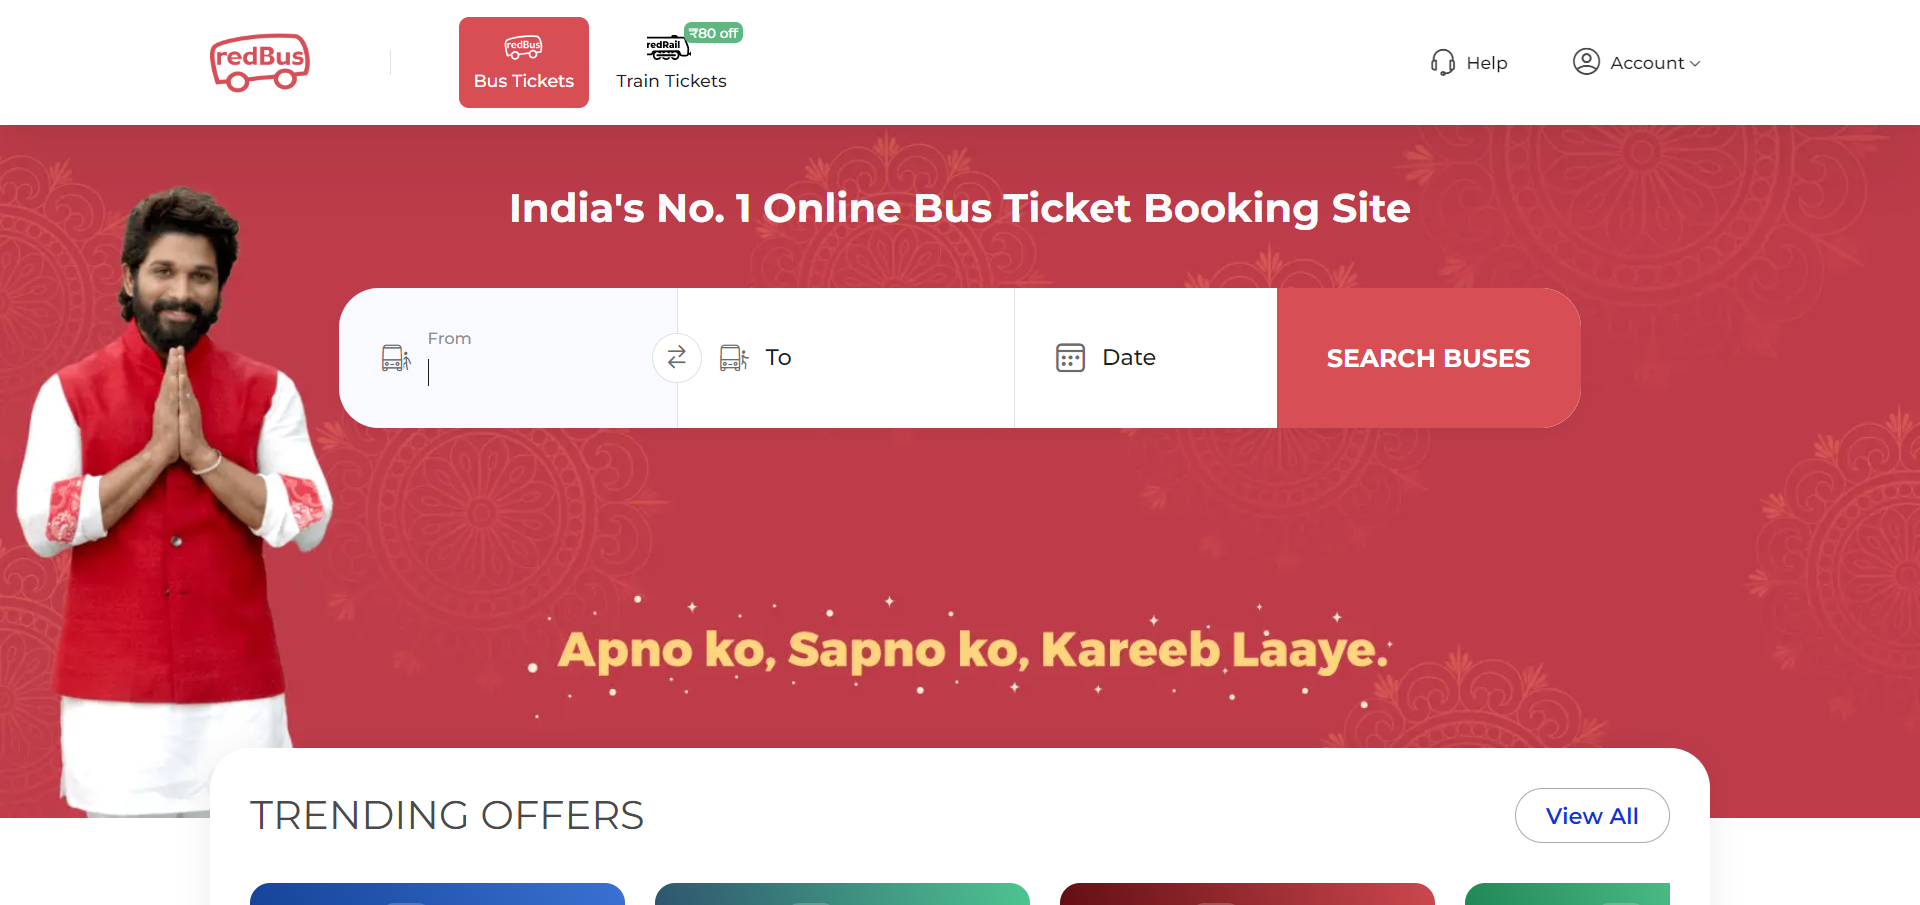 redBus
redBus
Bus Tickets
redRail
₹80 off
Train Tickets
Help
Account
India's No. 1 Online Bus Ticket Booking Site
From
To
Date
SEARCH BUSES
Apno ko, Sapno ko, Kareeb Laaye.
TRENDING OFFERS
View All